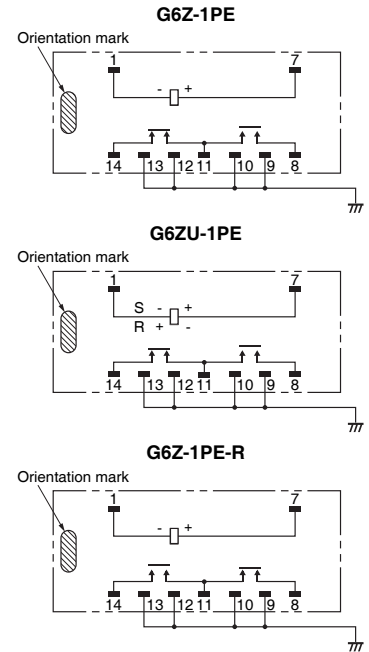 G6Z-1PE
Orientation mark
1 7
- +
14 13 12 11 10 9 8
G6ZU-1PE
Orientation mark
1 7
S - +
R + -
14 13 12 11 10 9 8
G6Z-1PE-R
Orientation mark
1 7
- +
14 13 12 11 10 9 8